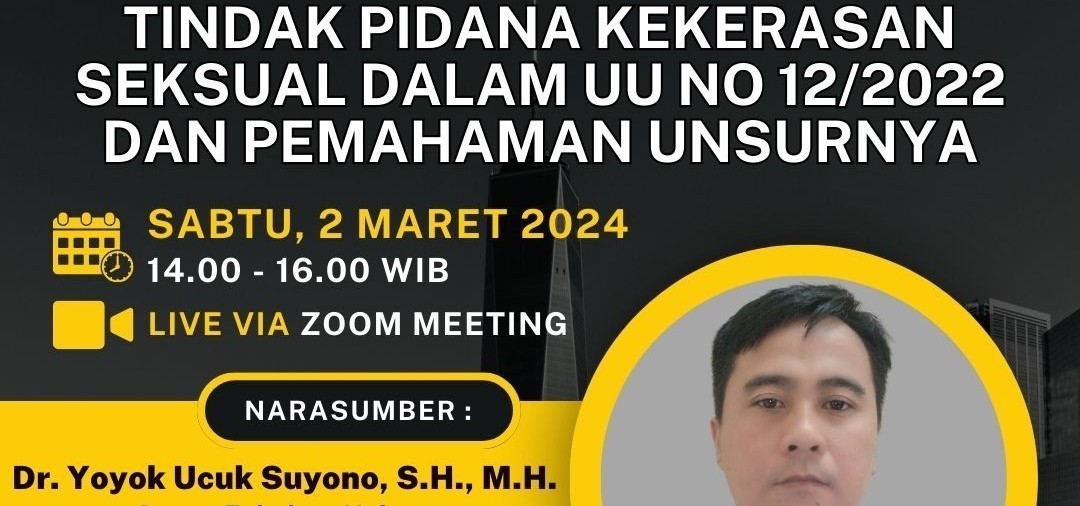 TINDAK PIDANA KEKERASAN
SEKSUAL DALAM UU NO 12/2022
DAN PEMAHAMAN UNSURNYA
SABTU, 2 MARET 2024
14.00 - 16.00 WIB
LIVE VIA ZOOM MEETING
NARASUMBER :
Dr. Yoyok Ucuk Suyono, S.H., M.H.